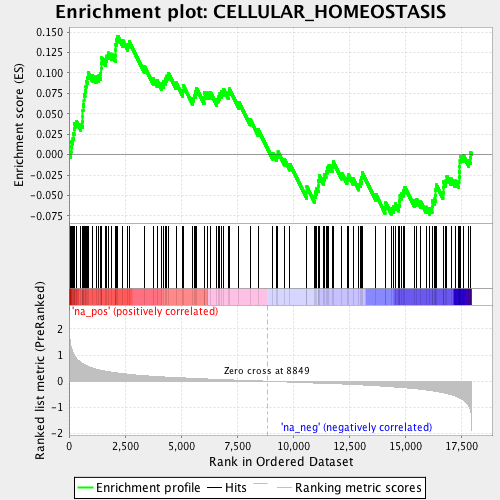 Enrichment plot: CELLULAR_HOMEOSTASIS
Enrichment score (ES)
0.150
0.125
0.100
0.075
0.050
0.025
0.000
-0.025
-0.050
-0.075
'na_pos' (positively correlated)
Ranked list metric (PreRanked)
2
1
0
-1
-2
Zero cross at 8849
'na_neg' (negatively correlated)
0
2,500
5,000
7,500
10,000
12,500
15,000
17,500
Rank in Ordered Dataset
Enrichment profile
Hits
Ranking metric scores